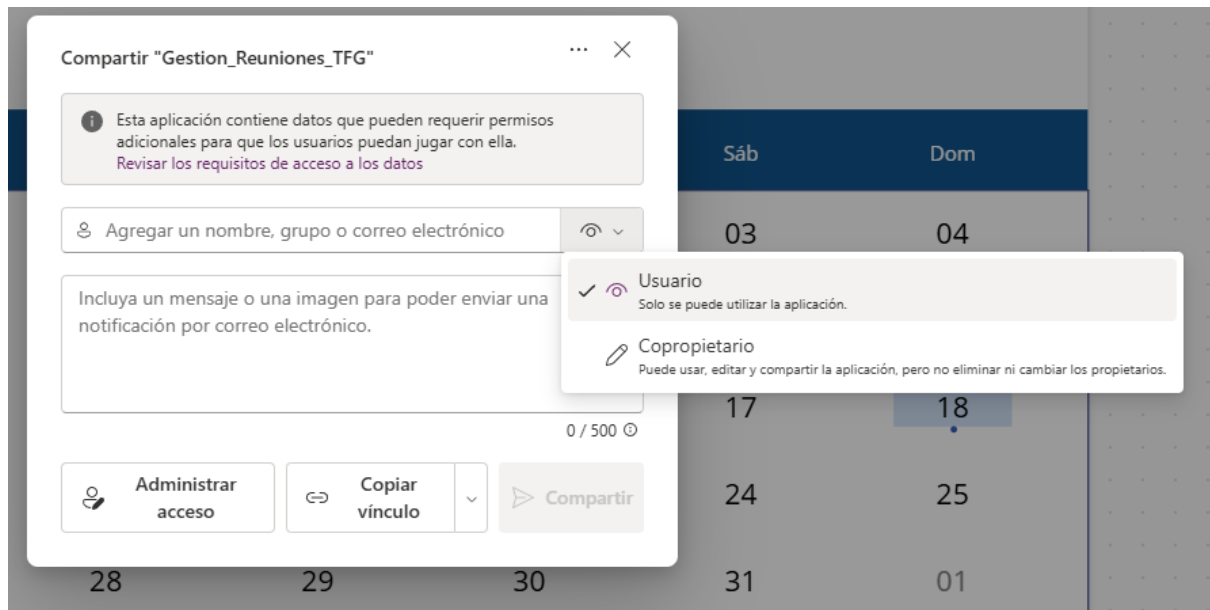 Compartir "Gestion_Reuniones_TFG"
Esta aplicación contiene datos que pueden requerir permisos
adicionales para que los usuarios puedan jugar con ella.
Revisar los requisitos de acceso a los datos
Sáb
Dom
Agregar un nombre, grupo o correo electrónico
03
04
Usuario
Solo se puede utilizar la aplicación.
Copropietario
Puede usar, editar y compartir la aplicación, pero no eliminar ni cambiar los propietarios.
Incluya un mensaje o una imagen para poder enviar una
notificación por correo electrónico.
17
18
0 / 500
Administrar
acceso
Copiar
vínculo
Compartir
24
25
28
29
30
31
01